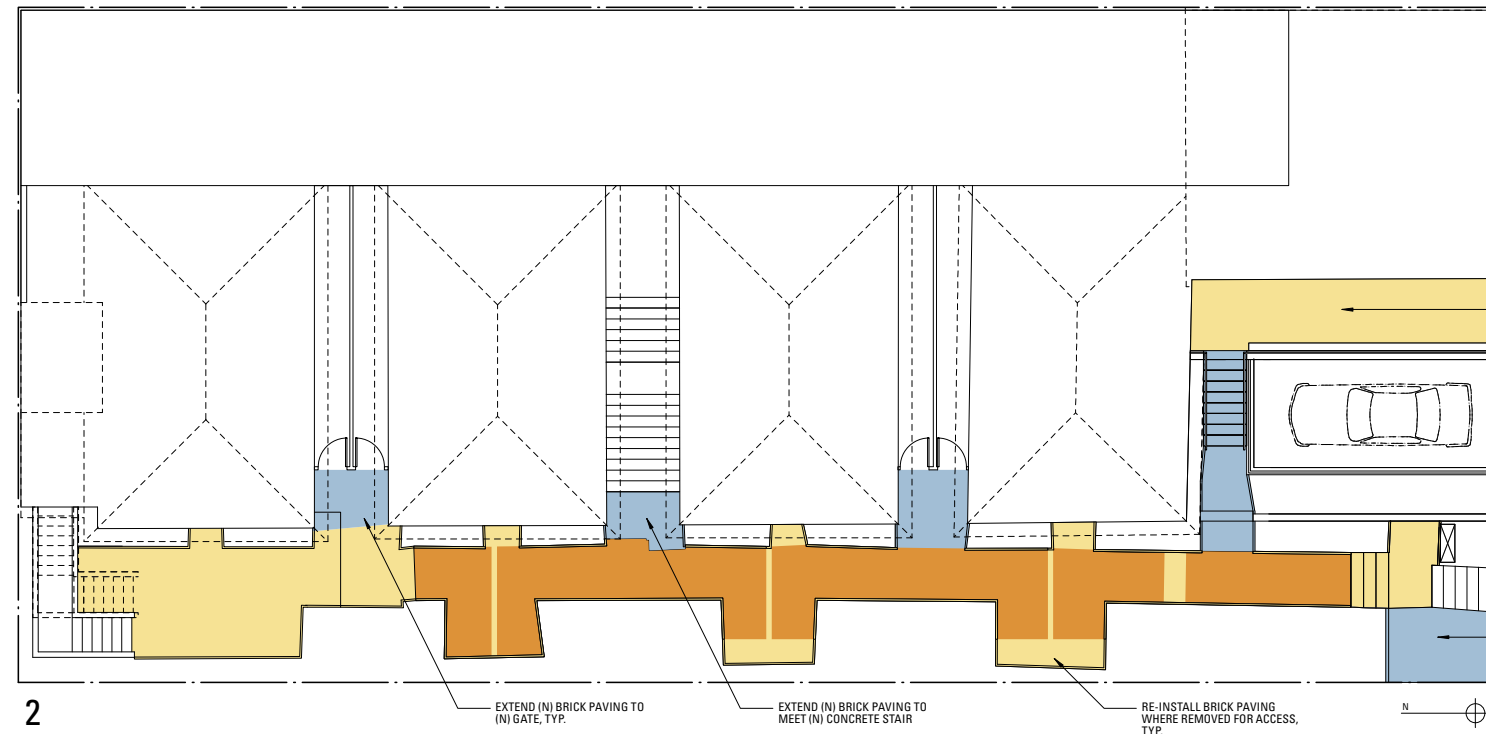 2
EXTEND (N) BRICK PAVING TO
(N) GATE, TYP.
EXTEND (N) BRICK PAVING TO
MEET (N) CONCRETE STAIR
RE-INSTALL BRICK PAVING
WHERE REMOVED FOR ACCESS,
TYP
N